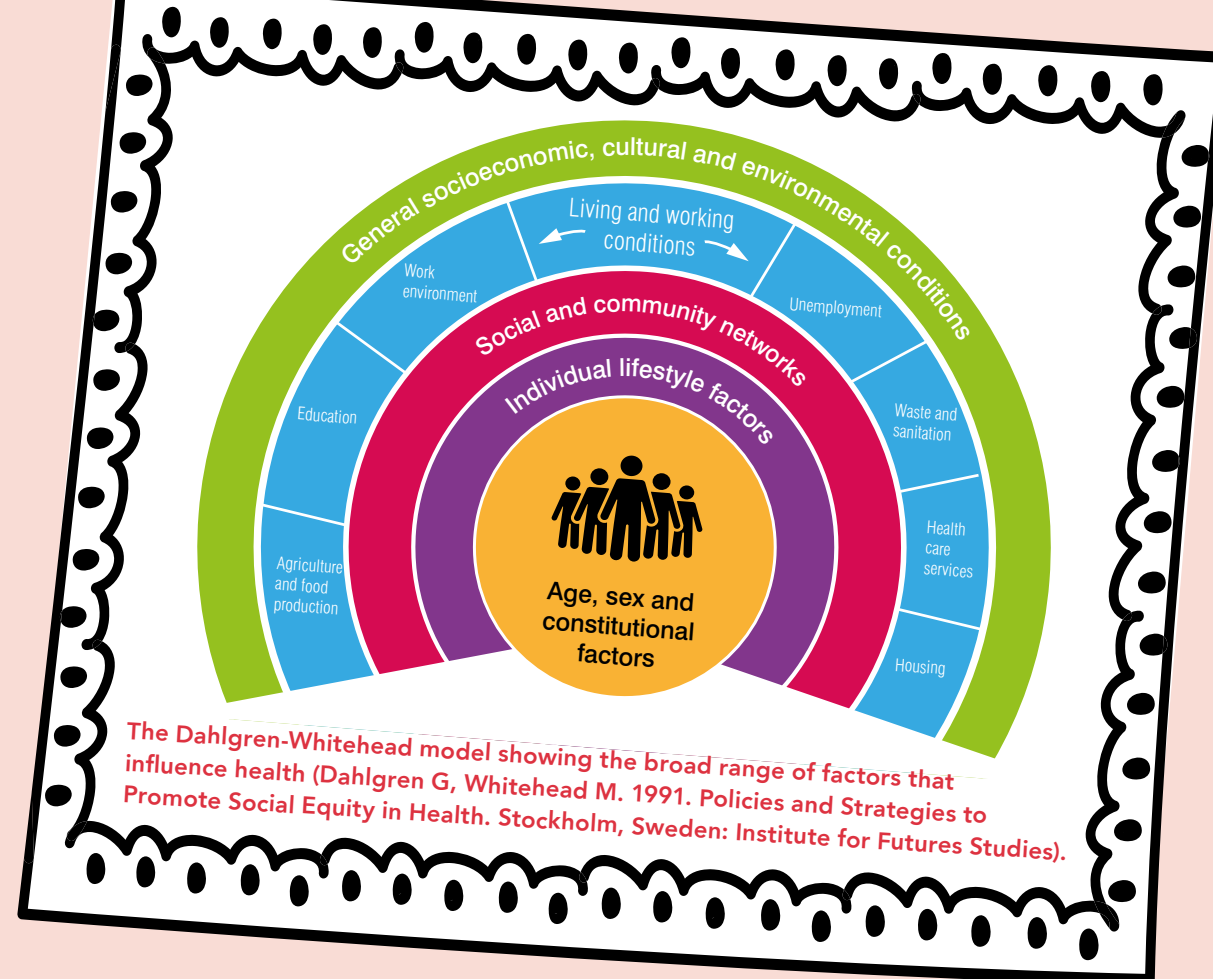 General socioeconomic, cultural and environmental conditions
Living and working
conditions
Work
environment
Unemployment
Social and community networks
Individual lifestyle factors
Education
Waste and
sanitation
Agriculture
and food
production
Health
care
services
Housing
Age, sex and
constitutional
factors
The Dahlgren-Whitehead model showing the broad range of factors that
influence health (Dahlgren G, Whitehead M. 1991. Policies and Strategies to
Promote Social Equity in Health. Stockholm, Sweden: Institute for Futures Studies).